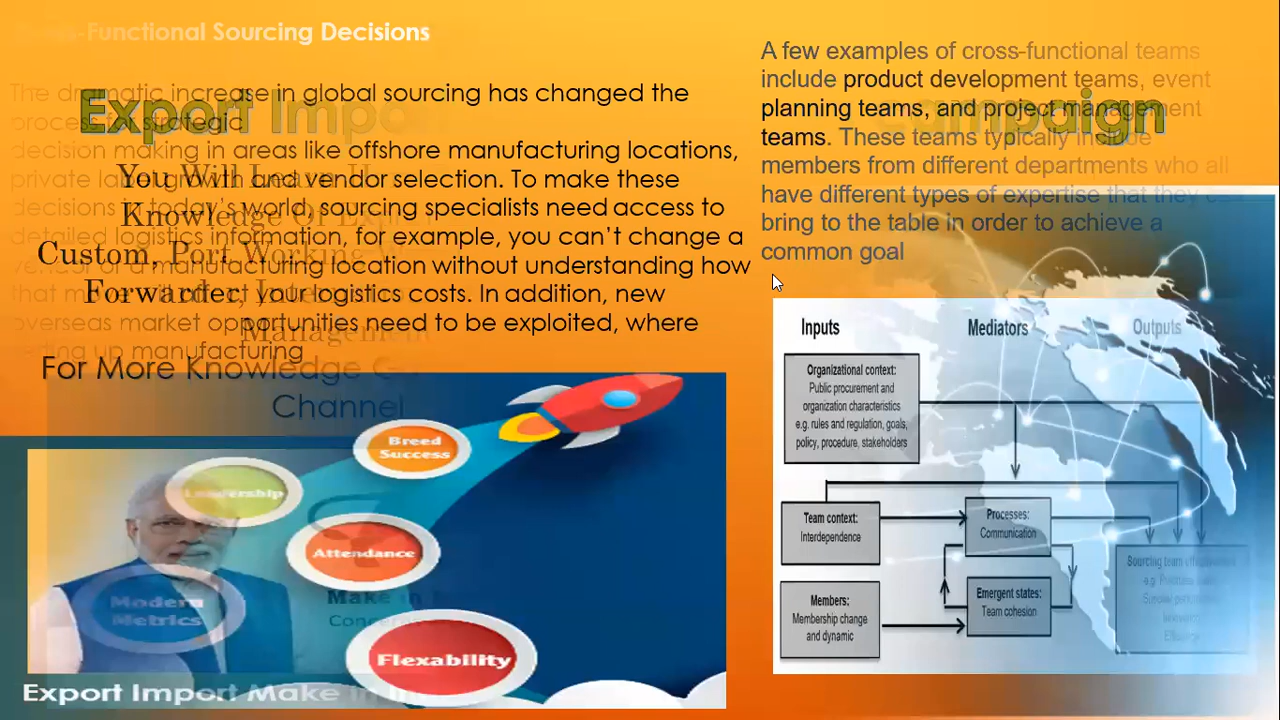 -Functional Sourcing Decisions
The dramatic increase in global sourcing has changed the
process for strategic
decision making in areas like offshore manufacturing locations,
private label growth and vendor selection. To make these
decisions in today's world, sourcing specialists need access to
detailed logistics information, for example, you can't change a
vendor or a manufacturing location without understanding how
that move will affect your logistics costs. In addition, new
overseas market opportunities need to be exploited, where
setting up manufacturing
Export Impo
paign
You Will
Knowledge Of Exp
Custom, Port Working
Forwarder,
Management
For More Knowledge
Channel
A few examples of cross-functional teams
include product development teams, event
planning teams, and project management
teams. These teams typically include
members from different departments who all
have different types of expertise that they can
bring to the table in order to achieve a
common goal
Breed
Success
Leadership
Attendance
Modern
Metrics
Flexability
Make in
Concer
Export Import Make in In
Inputs
Mediators
Outputs
Organizational context:
Public procurement and
organization characteristics
e.g. rules and regulation, goals,
policy, procedure, stakeholders
Team context:
Interdependence
Processes:
Communication
Members:
Membership change
and dynamic
Emergent states:
Team cohesion
Sourcing team
Efficacy